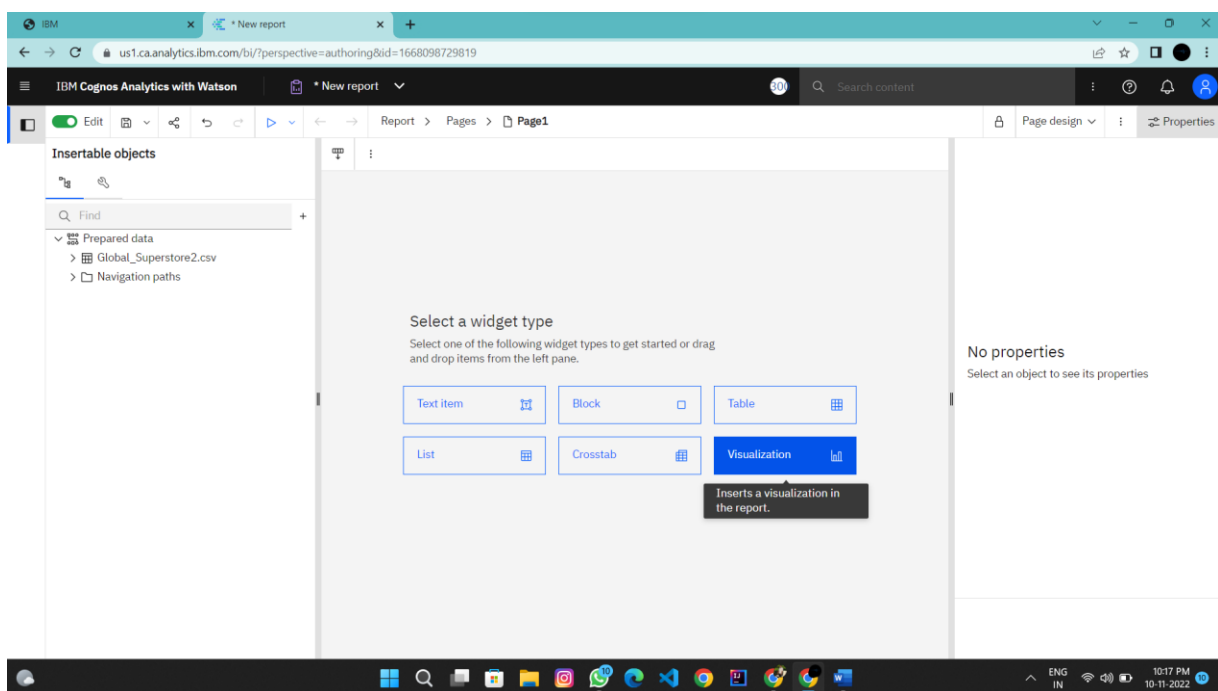 IBM
* New report
us1.ca.analytics.ibm.com/bi/?perspective=authoring&id=1668098729819
IBM Cognos Analytics with Watson
* New report
Search content
Edit
Report > Pages > Page1
Page design
Properties
Insertable objects
Find
Prepared data
Global_Superstore2.csv
Navigation paths
Select a widget type
Select one of the following widget types to get started or drag
and drop items from the left pane.
Text item
Block
Table
List
Crosstab
Visualization
Inserts a visualization in
the report.
No properties
Select an object to see its properties
10
ENG
IN
10:17 PM
10-11-2022
10